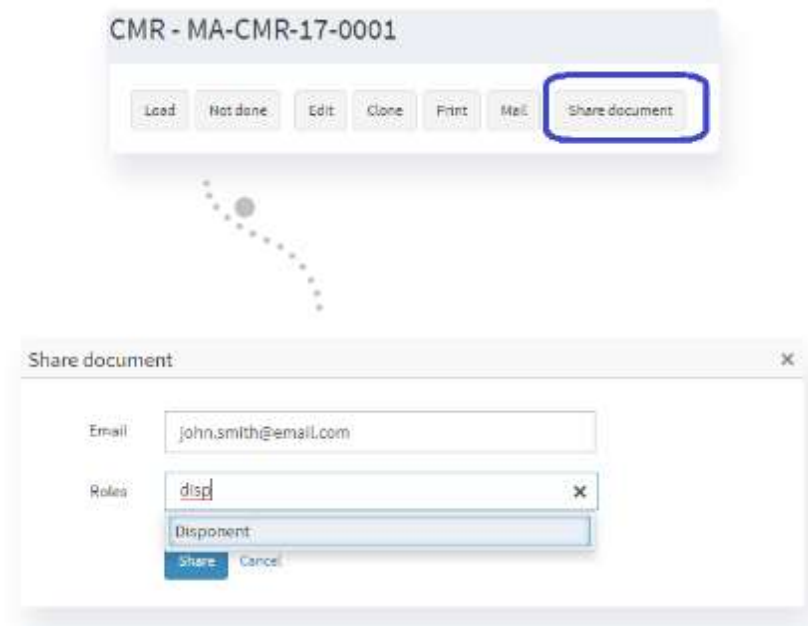 CMR - MA-CMR-17-0001
Load Not done Edit Clone Print Mail Share document
Share document ×
Email john.smith@email.com
Roles disp ×
Disponent
Share Cancel